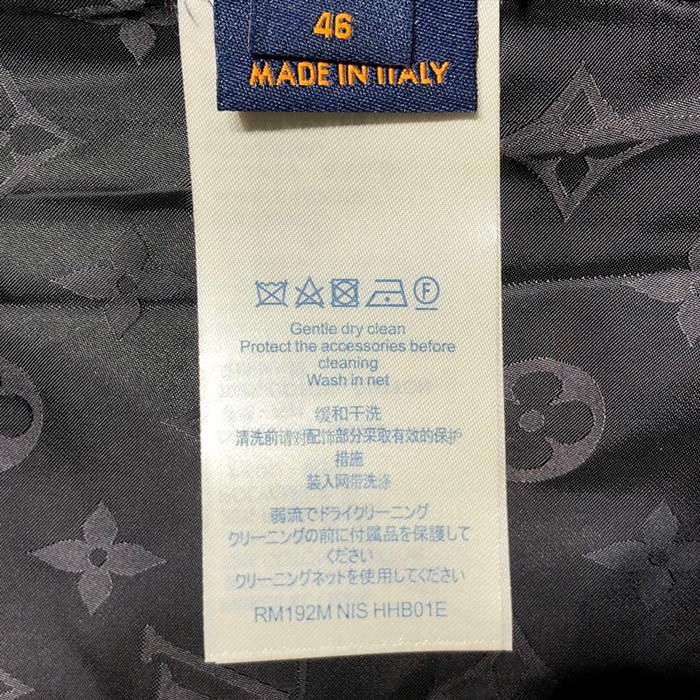 46
MADE IN ITALY
F
Gentle dry clean
Protect the accessories before
cleaning
Wash in net
缓和干洗
清洗前请对配饰部分采取有效的保护
措施
装入网带洗涤
弱流でドライクリーニング
クリーニングの前に付属品を保護して
ください
クリーニングネットを使用してください
RM192M NIS HHB01E